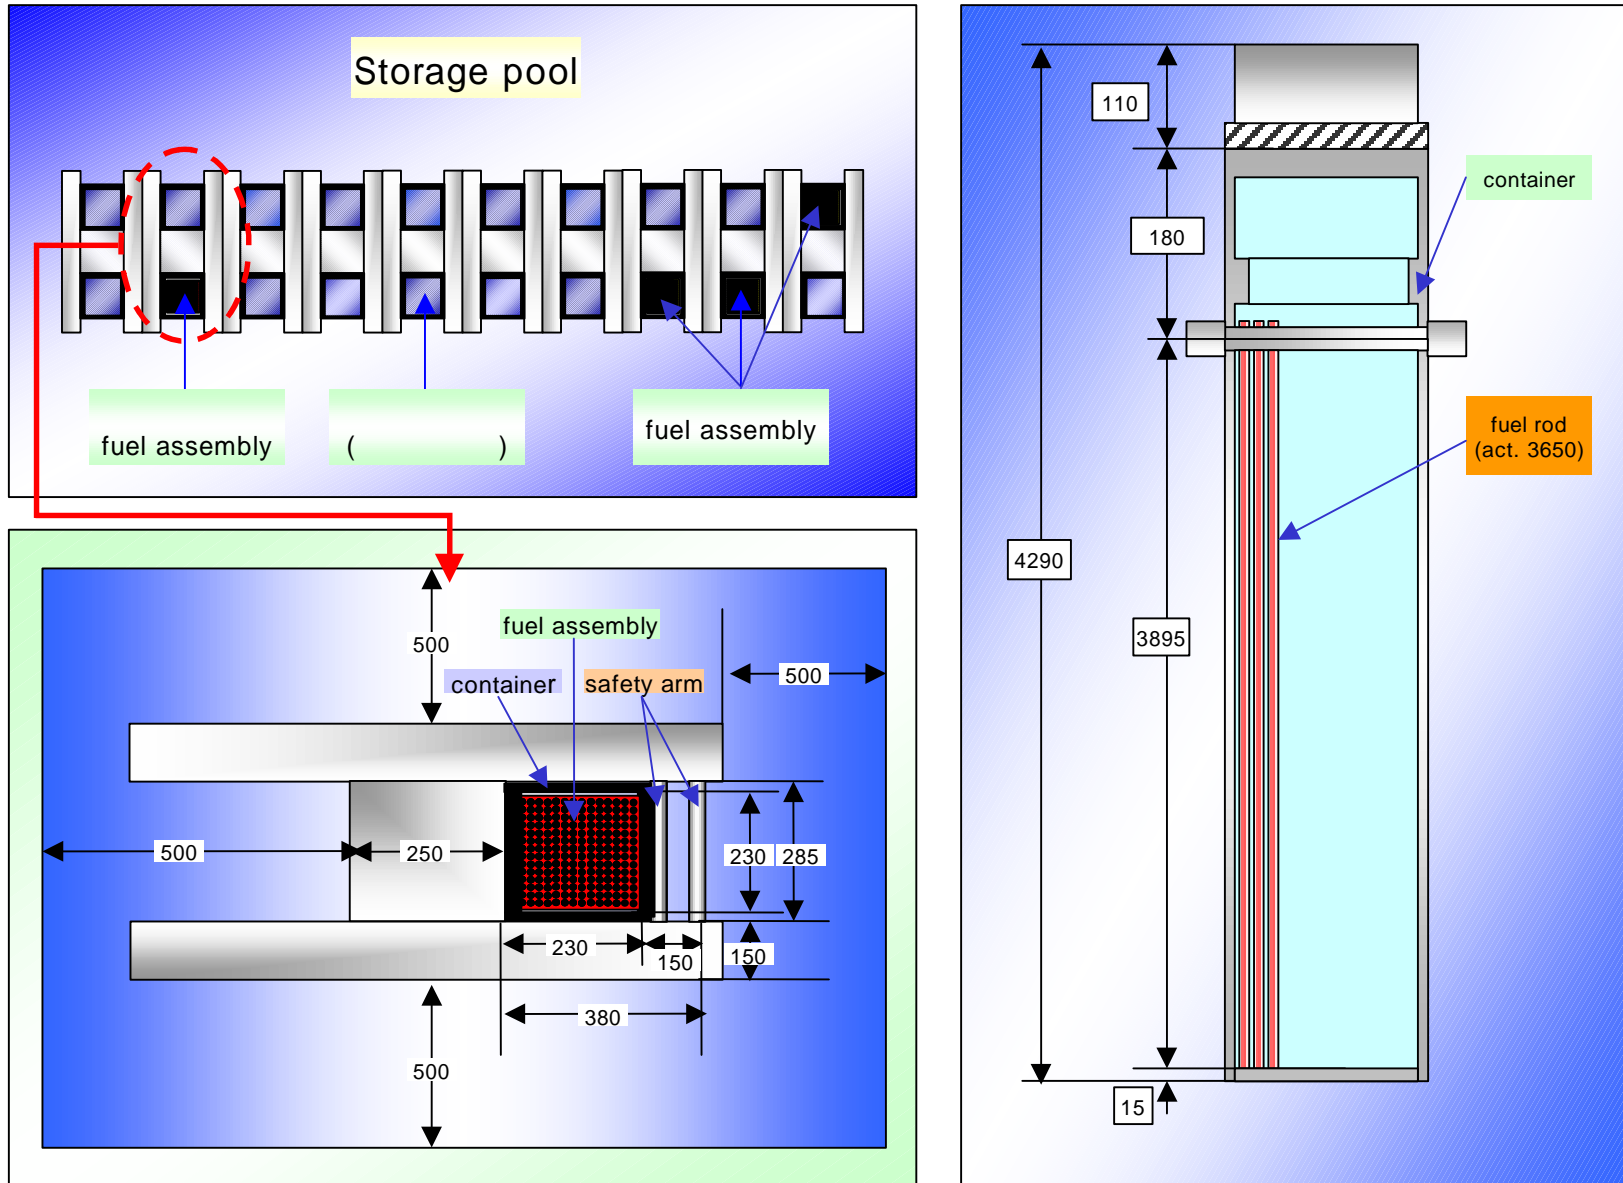 Storage pool
fuel assembly
( )
fuel assembly
500
fuel assembly
container
safety arm
500
500
250
230
285
230
150
150
380
500
110
container
180
fuel rod
(act. 3650)
4290
3895
15